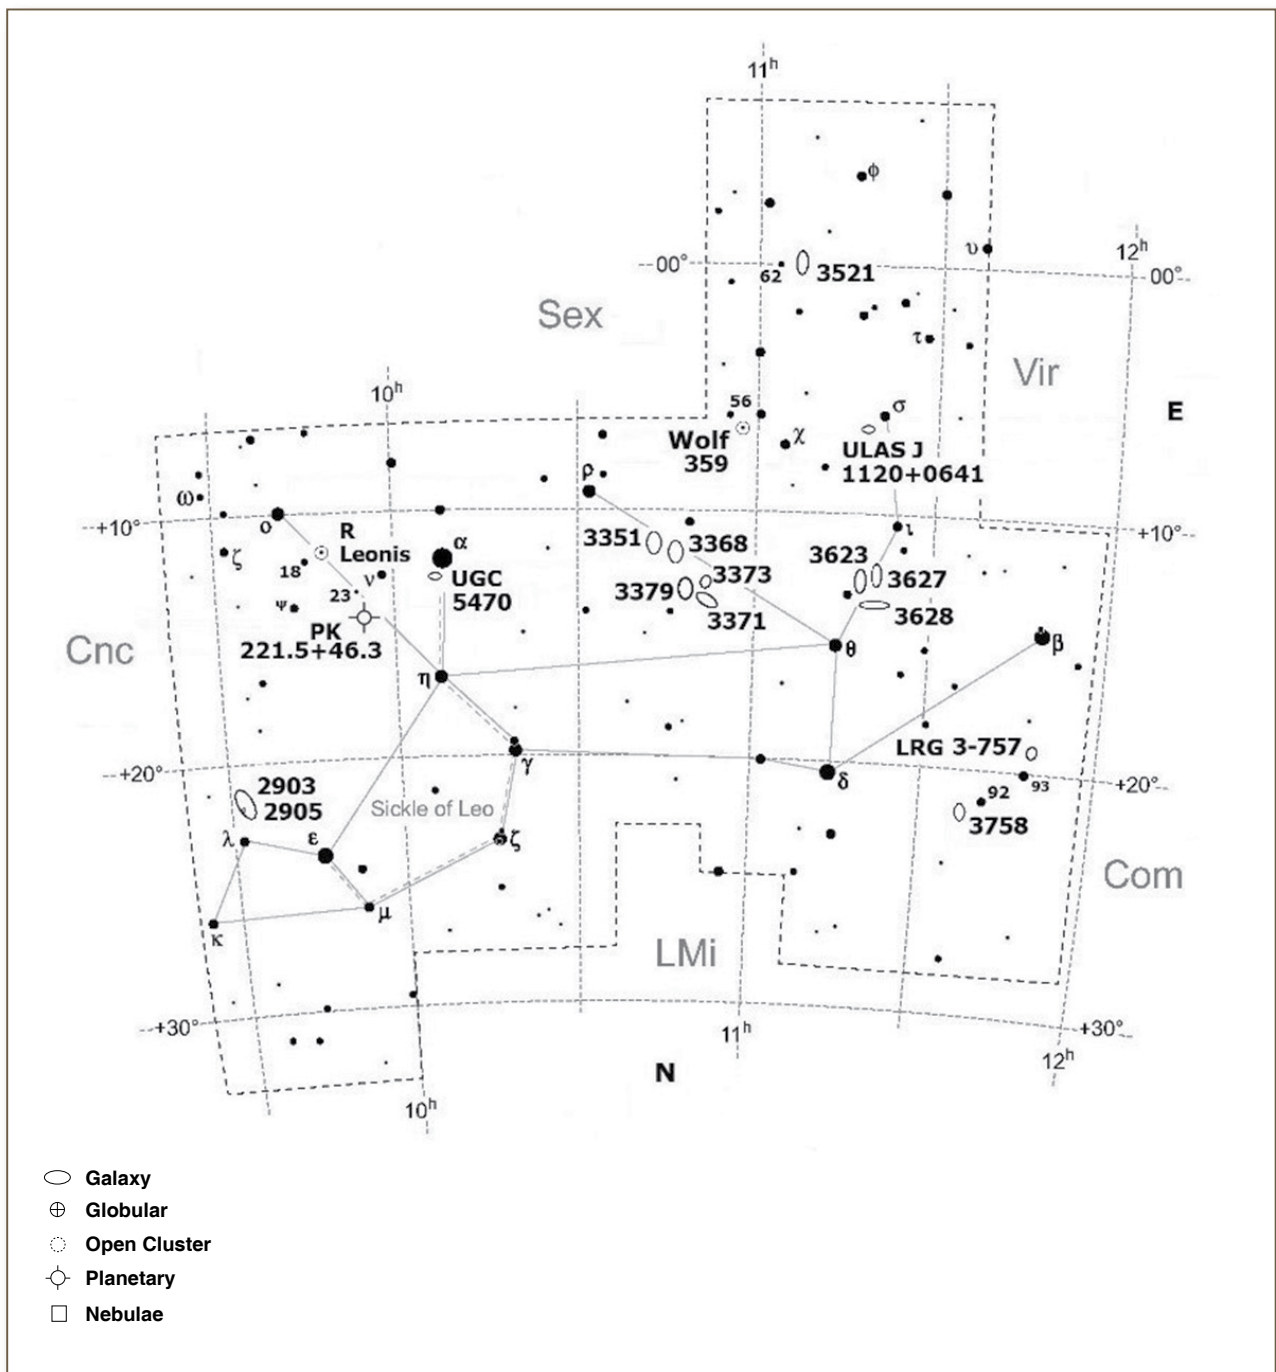 11h
ϕ
υ
12h
00°
62
3521
00°
Sex
τ
Vir
10h
56
σ
E
Wolf
359
χ
ULAS J
1120+0641
ω
ρ
+10°
ο
R
Leonis
α
3351
3368
ι
+10°
ζ
18
ν
UGC
5470
3373
3623
3627
23
ψ
3379
3371
3628
PK
221.5+46.3
Cnc
η
θ
β
γ
LRG 3-757
+20°
δ
93
+20°
2903
2905
Sickle of Leo
92
3758
λ
ε
ζ
Com
μ
κ
LMi
+30°
11h
+30°
12h
N
10h
Galaxy
Globular
Open Cluster
Planetary
Nebulae